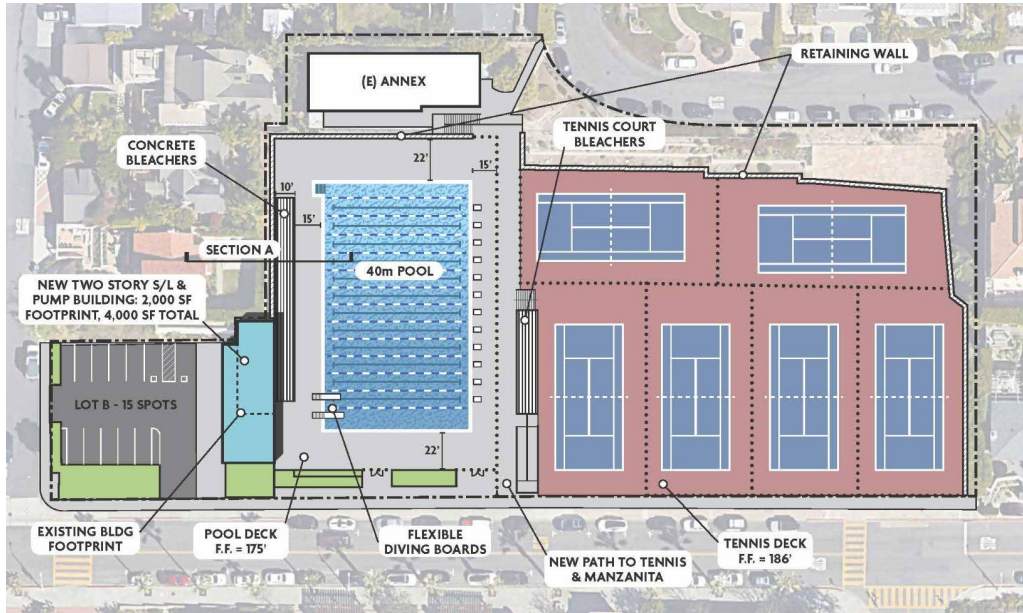 (E) ANNEX
RETAINING WALL
CONCRETE
BLEACHERS
TENNIS COURT
BLEACHERS
22'
15'
10'
15'
SECTION A
40m POOL
NEW TWO STORY S/L &
PUMP BUILDING: 2,000 SF
FOOTPRINT, 4,000 SF TOTAL
LOT B - 15 SPOTS
22'
EXISTING BLDG
FOOTPRINT
POOL DECK
F.F. = 175'
FLEXIBLE
DIVING BOARDS
NEW PATH TO TENNIS
& MANZANITA
TENNIS DECK
F.F. = 186'